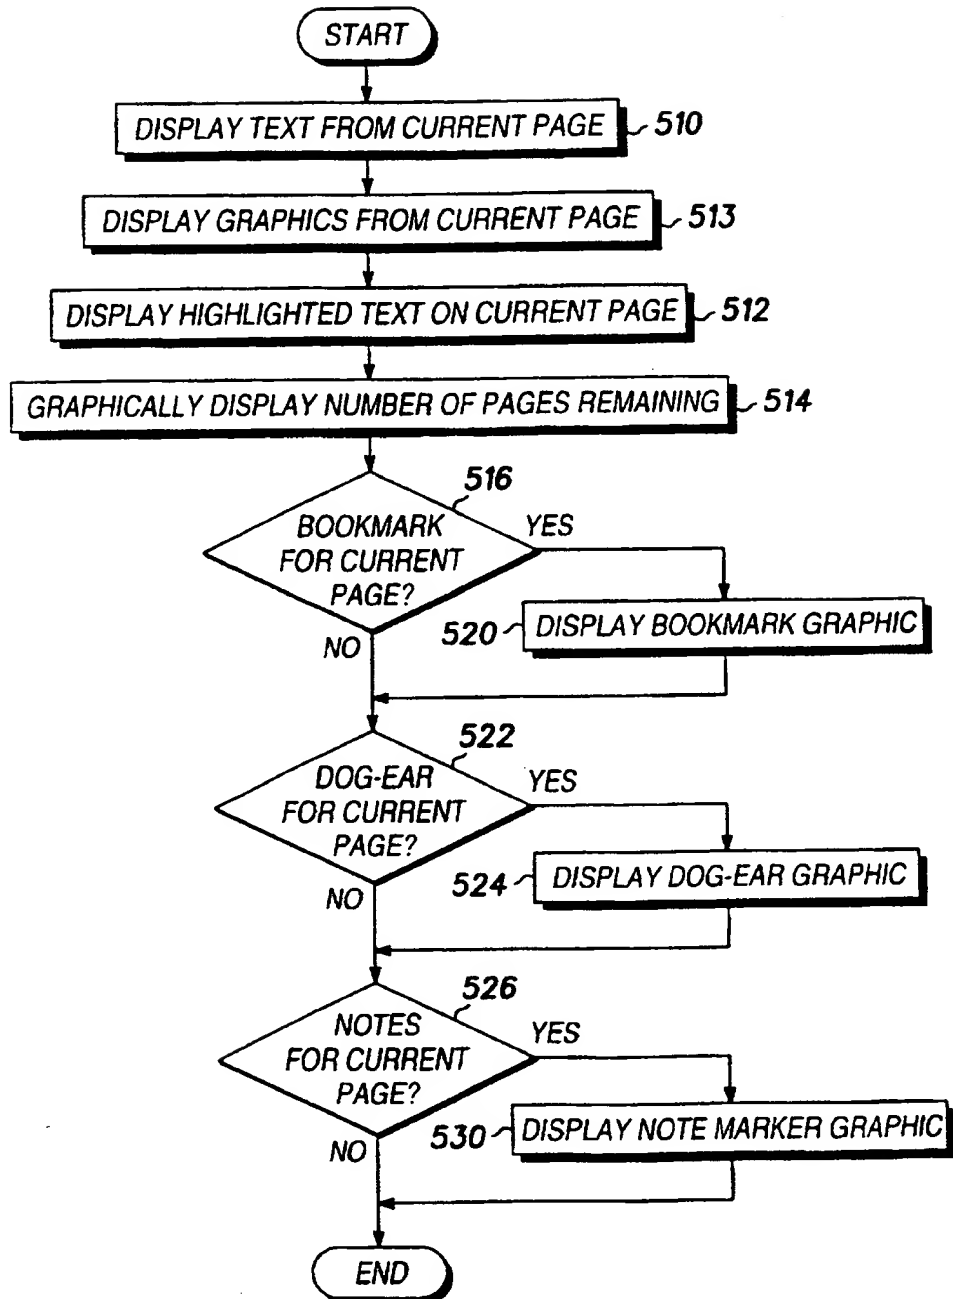 START
DISPLAY TEXT FROM CURRENT PAGE
510
DISPLAY GRAPHICS FROM CURRENT PAGE
513
DISPLAY HIGHLIGHTED TEXT ON CURRENT PAGE
512
GRAPHICALLY DISPLAY NUMBER OF PAGES REMAINING
514
516
BOOKMARK
FOR CURRENT
PAGE?
YES
520
DISPLAY BOOKMARK GRAPHIC
NO
522
DOG-EAR
FOR CURRENT
PAGE?
YES
524
DISPLAY DOG-EAR GRAPHIC
NO
526
NOTES
FOR CURRENT
PAGE?
YES
530
DISPLAY NOTE MARKER GRAPHIC
NO
END